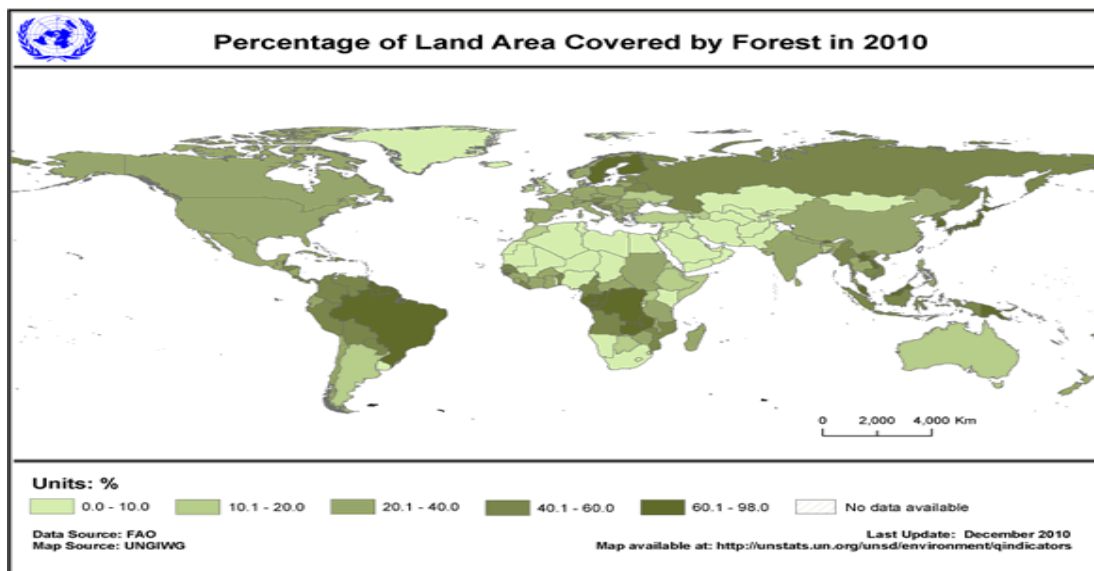 Percentage of Land Area Covered by Forest in 2010
0 2,000 4,000 Km
Units: %
0.0 - 10.0 10.1 - 20.0 20.1 - 40.0 40.1 - 60.0 60.1 - 98.0 No data available
Data Source: FAO Last Update: December 2010
Map Source: UNGIWG Map available at: http://unstats.un.org/unsd/environment/qindicators